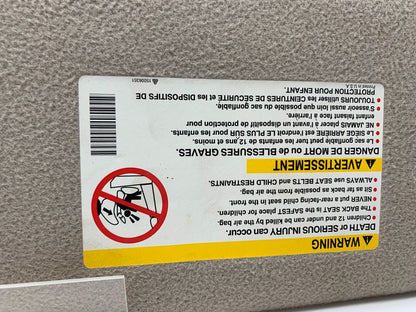 WARNING
DEATH or SERIOUS INJURY can occur.
• Children 12 and under can be killed by the air bag.
• The BACK SEAT is the SAFEST place for children.
• NEVER put a rear-facing child seat in the front.
• Sit as far back as possible from the air bag.
• ALWAYS use SEAT BELTS and CHILD RESTRAINTS.
AVERTISSEMENT
DANGER DE MORT ou de BLESSURES GRAVES.
• Le sac gonflable peut tuer les enfants de 12 ans et moins.
• Le SIÈGE ARRIÈRE est l'endroit LE PLUS SÛR pour les enfants.
• NE JAMAIS placer à l'avant un dispositif de protection pour
enfant faisant face à l'arrière.
• S'asseoir aussi loin que possible du sac gonflable.
• TOUJOURS utiliser les CEINTURES DE SÉCURITÉ et les DISPOSITIFS DE
PROTECTION POUR ENFANT.
Printed in U.S.A.
15008351